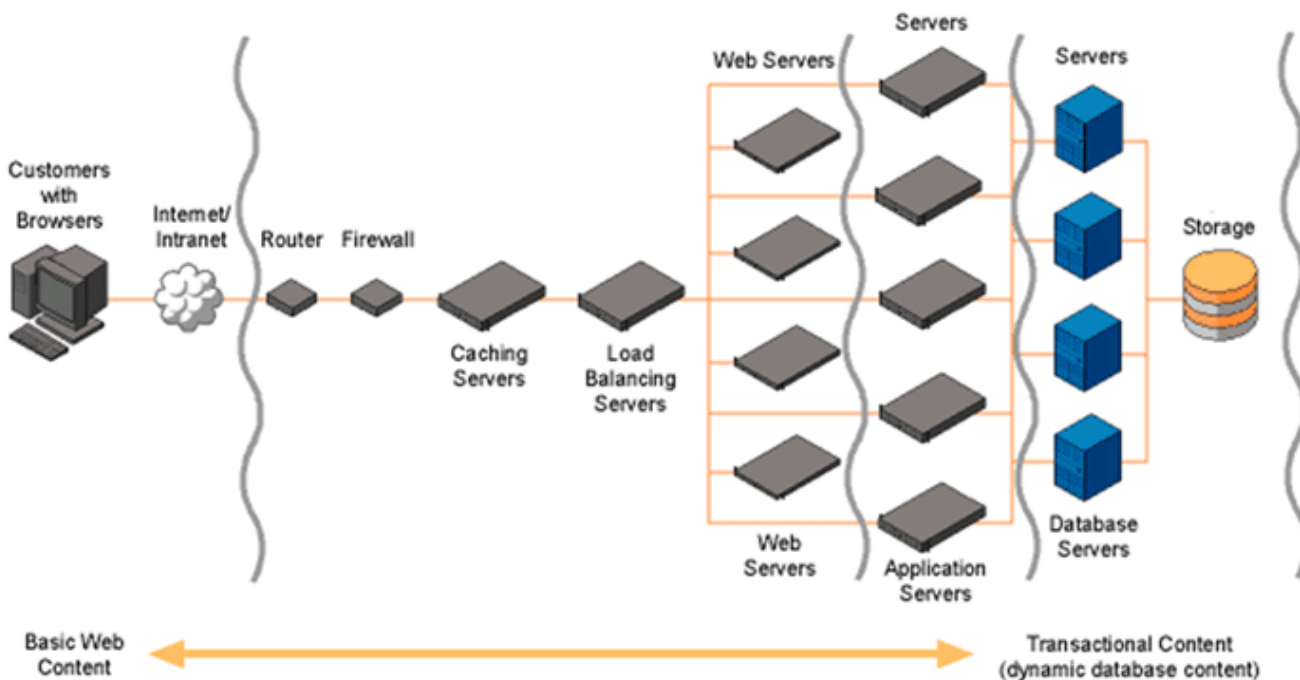 Servers
Web Servers
Servers
Customers
with
Browsers
Internet/
Intranet
Router
Firewall
Storage
Caching
Servers
Load
Balancing
Servers
Web
Servers
Application
Servers
Database
Servers
Basic Web
Content
Transactional Content
(dynamic database content)